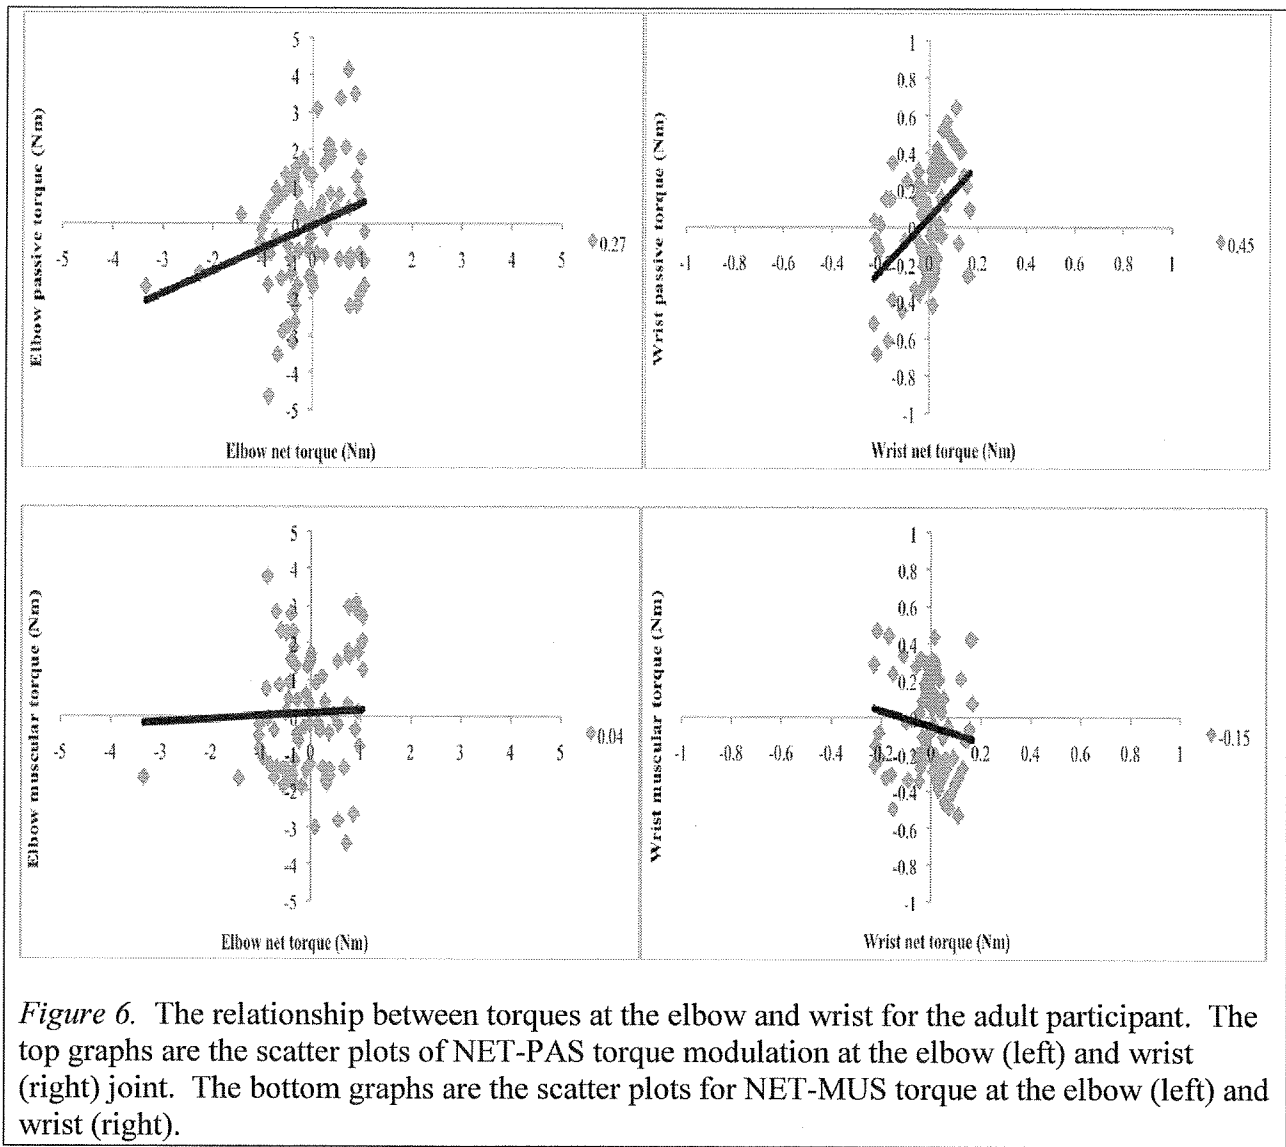 5
4
3
2
1
0
-5 -4 -3 -2 -1 0 1 2 3 4 5
-2
-3
-4
-5
Elbow passive torque (Nm)
Elbow net torque (Nm)
0.27
1
0.8
0.6
0.4
0.2
0
-1 -0.8 -0.6 -0.4 -0.2 0 0.2 0.4 0.6 0.8 1
-0.2
-0.4
-0.6
-0.8
-1
Wrist passive torque (Nm)
Wrist net torque (Nm)
0.45
5
4
3
2
1
-5 -4 -3 -2 -1 0 1 2 3 4 5
-2
-3
-4
-5
Elbow muscular torque (Nm)
Elbow net torque (Nm)
0.04
1
0.8
0.6
0.4
0.2
0
-1 -0.8 -0.6 -0.4 -0.2 0 0.2 0.4 0.6 0.8 1
-0.2
-0.4
-0.6
-0.8
-1
Wrist muscular torque (Nm)
Wrist net torque (Nm)
-0.15
Figure 6. The relationship between torques at the elbow and wrist for the adult participant. The
top graphs are the scatter plots of NET-PAS torque modulation at the elbow (left) and wrist
(right) joint. The bottom graphs are the scatter plots for NET-MUS torque at the elbow (left) and
wrist (right).